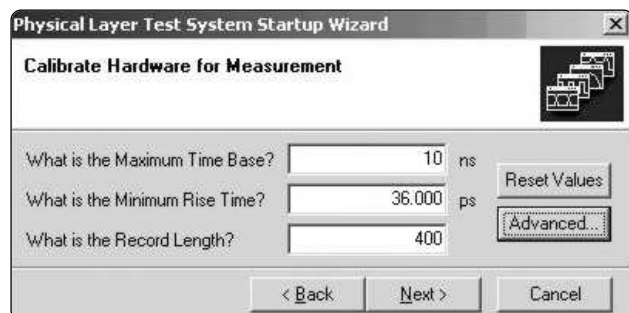 Physical Layer Test System Startup Wizard
Calibrate Hardware for Measurement
What is the Maximum Time Base? 10 ns
What is the Minimum Rise Time? 36.000 ps
What is the Record Length? 400
Reset Values
Advanced...
< Back Next > Cancel